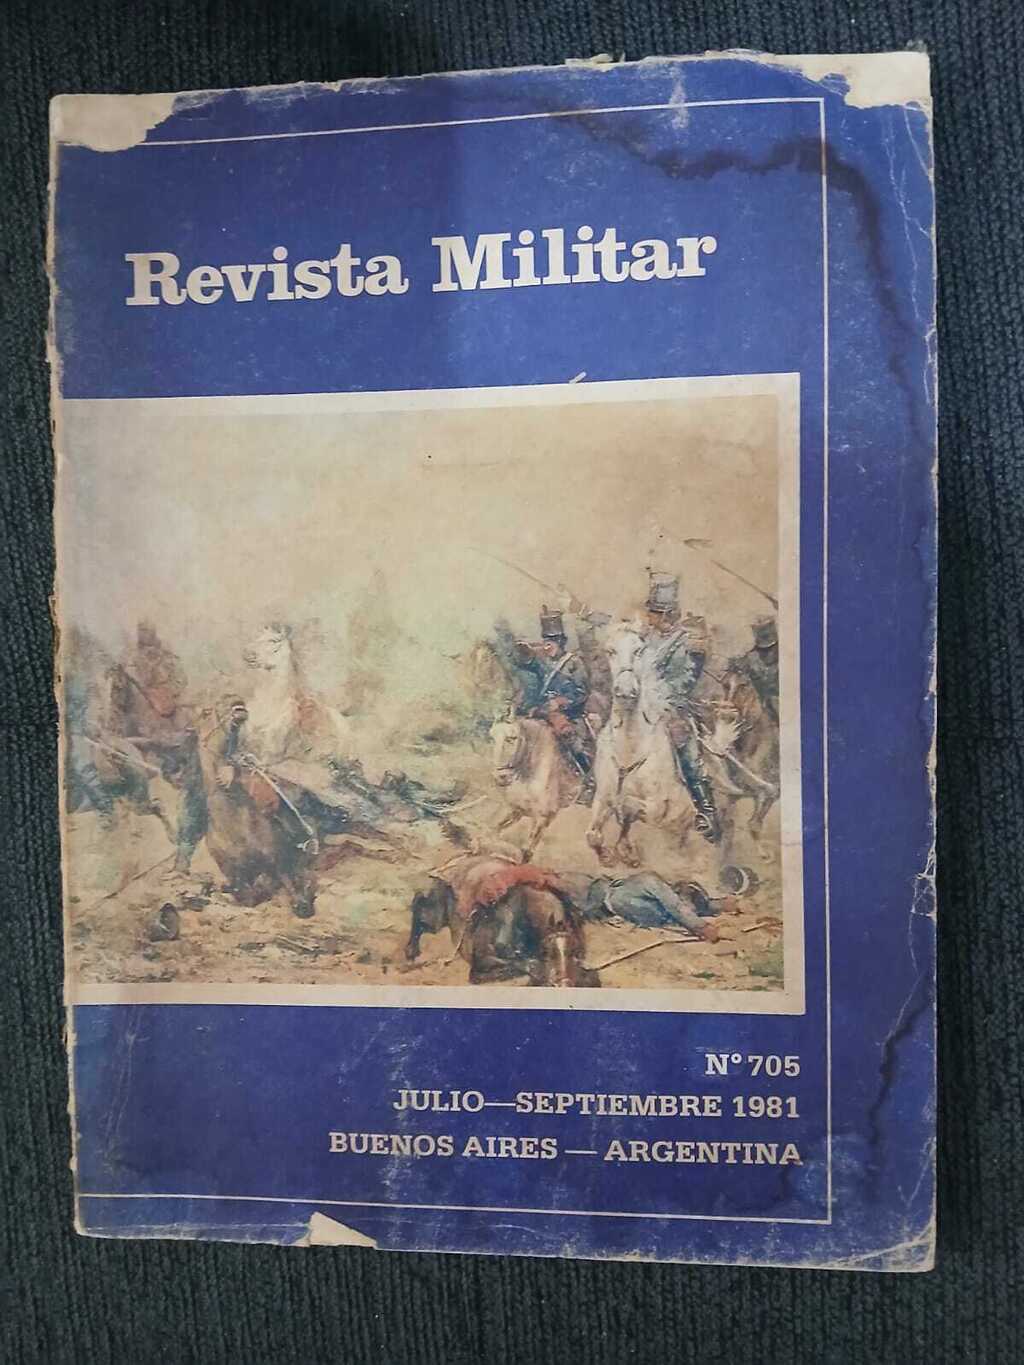 Revista Militar
N° 705
JULIO—SEPTIEMBRE 1981
BUENOS AIRES — ARGENTINA